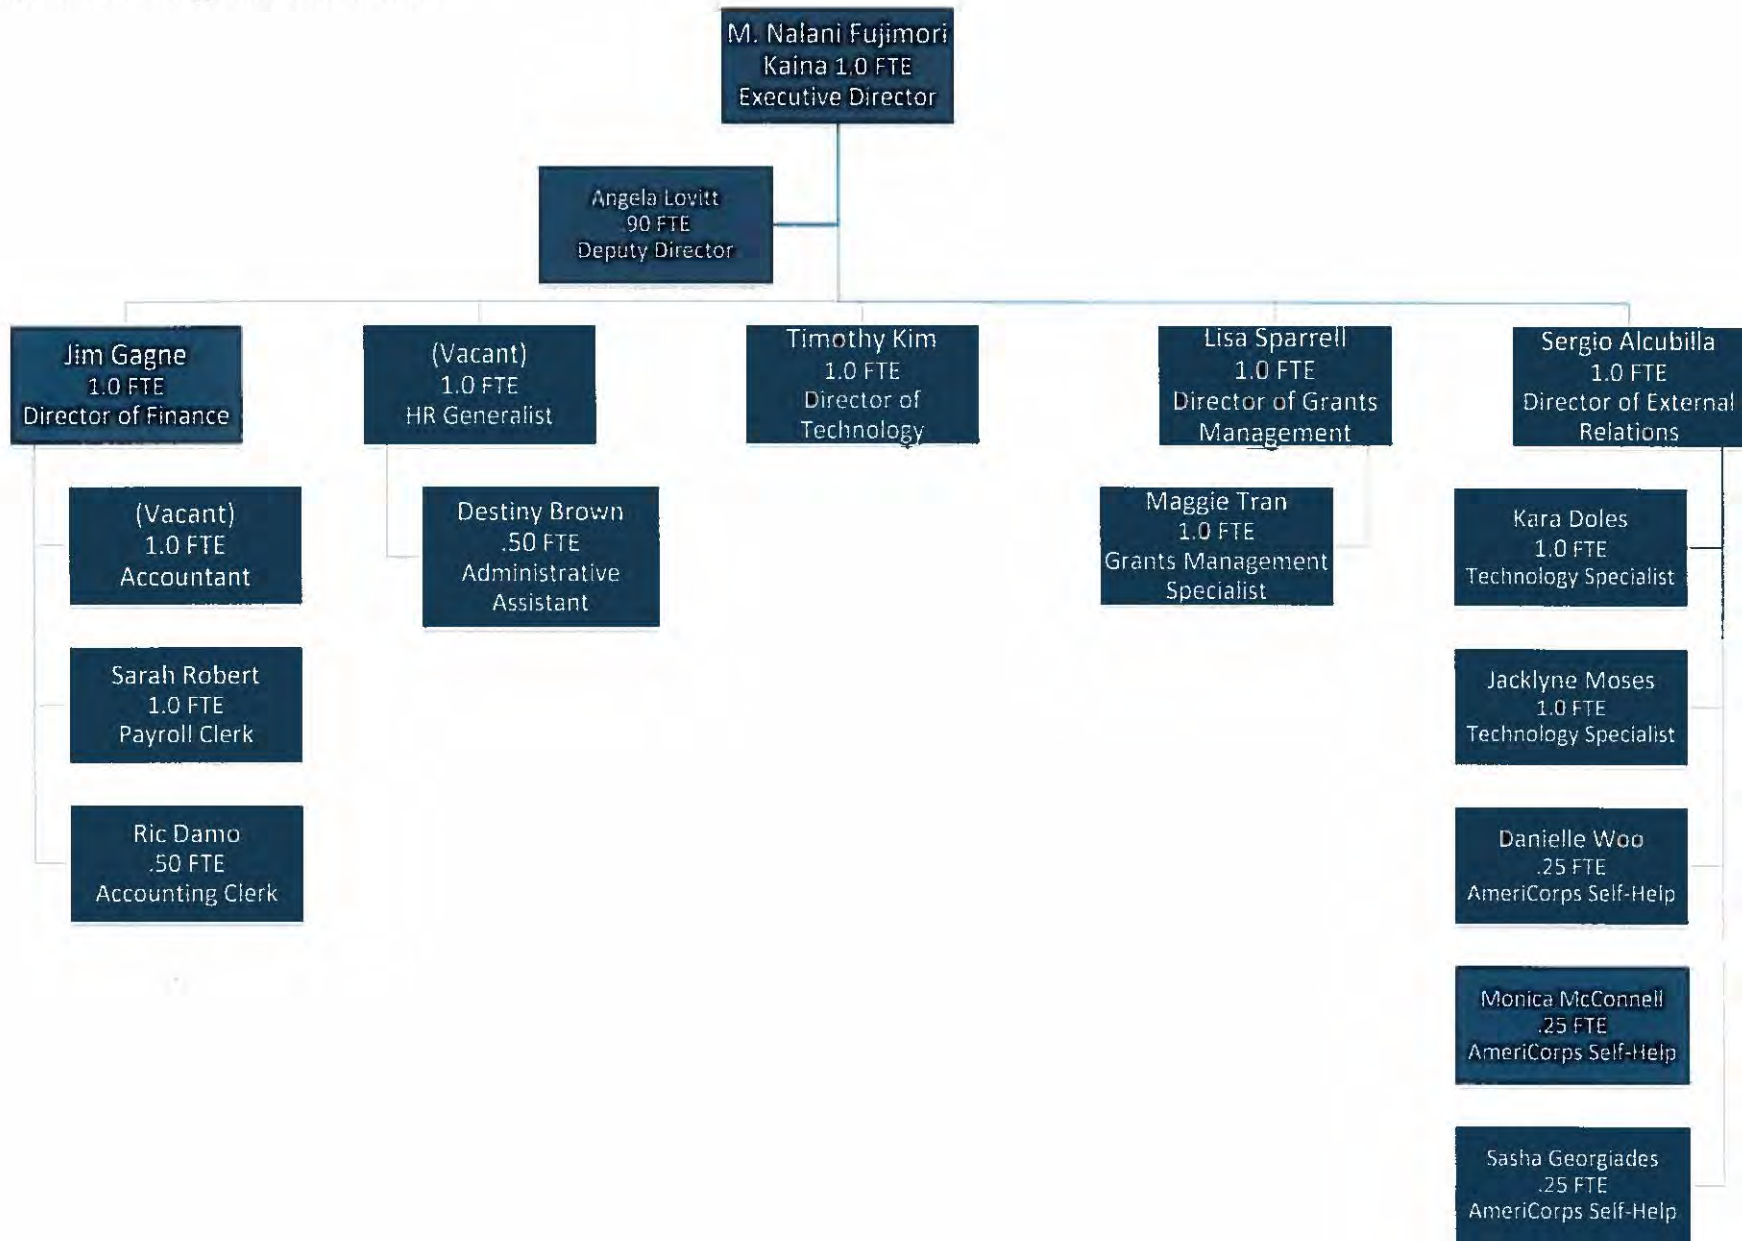 M. Nalani Fujimori
Kaina 1.0 FTE
Executive Director
Angela Lovitt
.90 FTE
Deputy Director
Jim Gagne
1.0 FTE
Director of Finance
(Vacant)
1.0 FTE
HR Generalist
Timothy Kim
1.0 FTE
Director of
Technology
Lisa Sparrell
1.0 FTE
Director of Grants
Management
Sergio Alcubilla
1.0 FTE
Director of External
Relations
(Vacant)
1.0 FTE
Accountant
Sarah Robert
1.0 FTE
Payroll Clerk
Ric Damo
.50 FTE
Accounting Clerk
Destiny Brown
.50 FTE
Administrative
Assistant
Maggie Tran
1.0 FTE
Grants Management
Specialist
Kara Doles
1.0 FTE
Technology Specialist
Jacklyne Moses
1.0 FTE
Technology Specialist
Danielle Woo
.25 FTE
AmeriCorps Self-Help
Monica McConnell
.25 FTE
AmeriCorps Self-Help
Sasha Georgiades
.25 FTE
AmeriCorps Self-Help